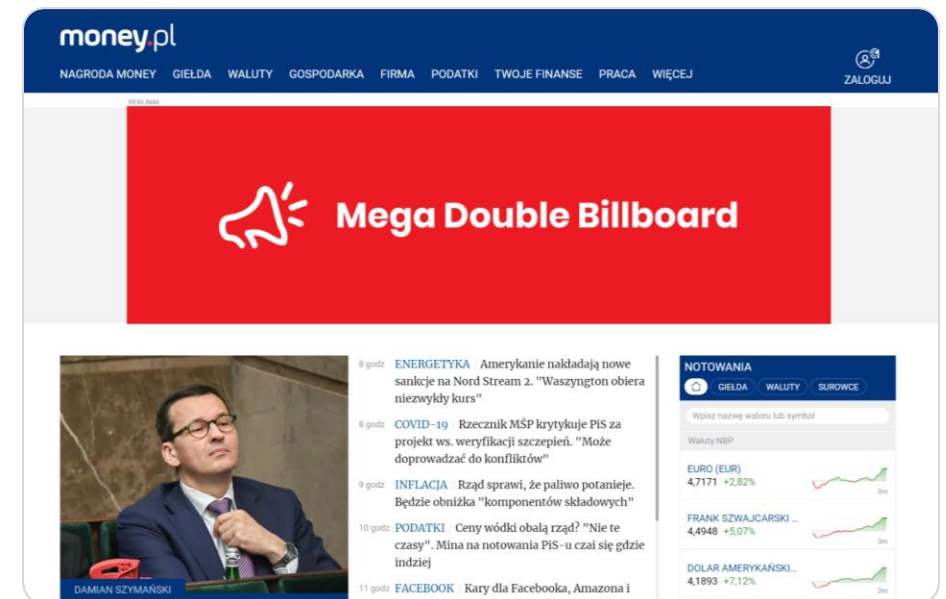 money.pl
NAGRODA MONEY GIEŁDA WALUTY GOSPODARKA FIRMA PODATKI TWOJE FINANSE PRACA WIĘCEJ
ZALOGUJ
REKLAMA
Mega Double Billboard
DAMIAN SZYMAŃSKI
8 godz ENERGETYKA / Amerykanie nakładają nowe
sankcje na Nord Stream 2. "Waszyngton obiera
niezwykły kurs"
8 godz COVID-19 / Rzecznik MŚP krytykuje PiS za
projekt ws. weryfikacji szczepień. "Może
doprowadzać do konfliktów"
9 godz INFLACJA / Rząd sprawi, że paliwo potanieje.
Będzie obniżka "komponentów składowych"
10 godz PODATKI / Ceny wódki obalą rząd? "Nie te
czasy". Mina na notowania PiS-u czai się gdzie
indziej
11 godz FACEBOOK / Kary dla Facebooka, Amazona i
NOTOWANIA
GIEŁDA WALUTY SUROWCE
Wpisz nazwę waloru lub symbol
Waluty NBP
EURO (EUR)
4,7171 +2,82%
3m
FRANK SZWAJCARSKI ...
4,4948 +5,07%
3m
DOLAR AMERYKAŃSKI...
4,1893 +7,12%
3m